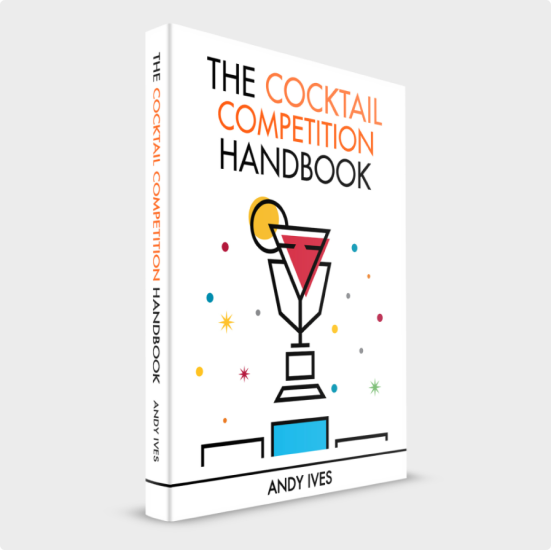 THE COCKTAIL
COMPETITION
HANDBOOK
ANDY IVES
THE COCKTAIL COMPETITION HANDBOOK ANDY IVES